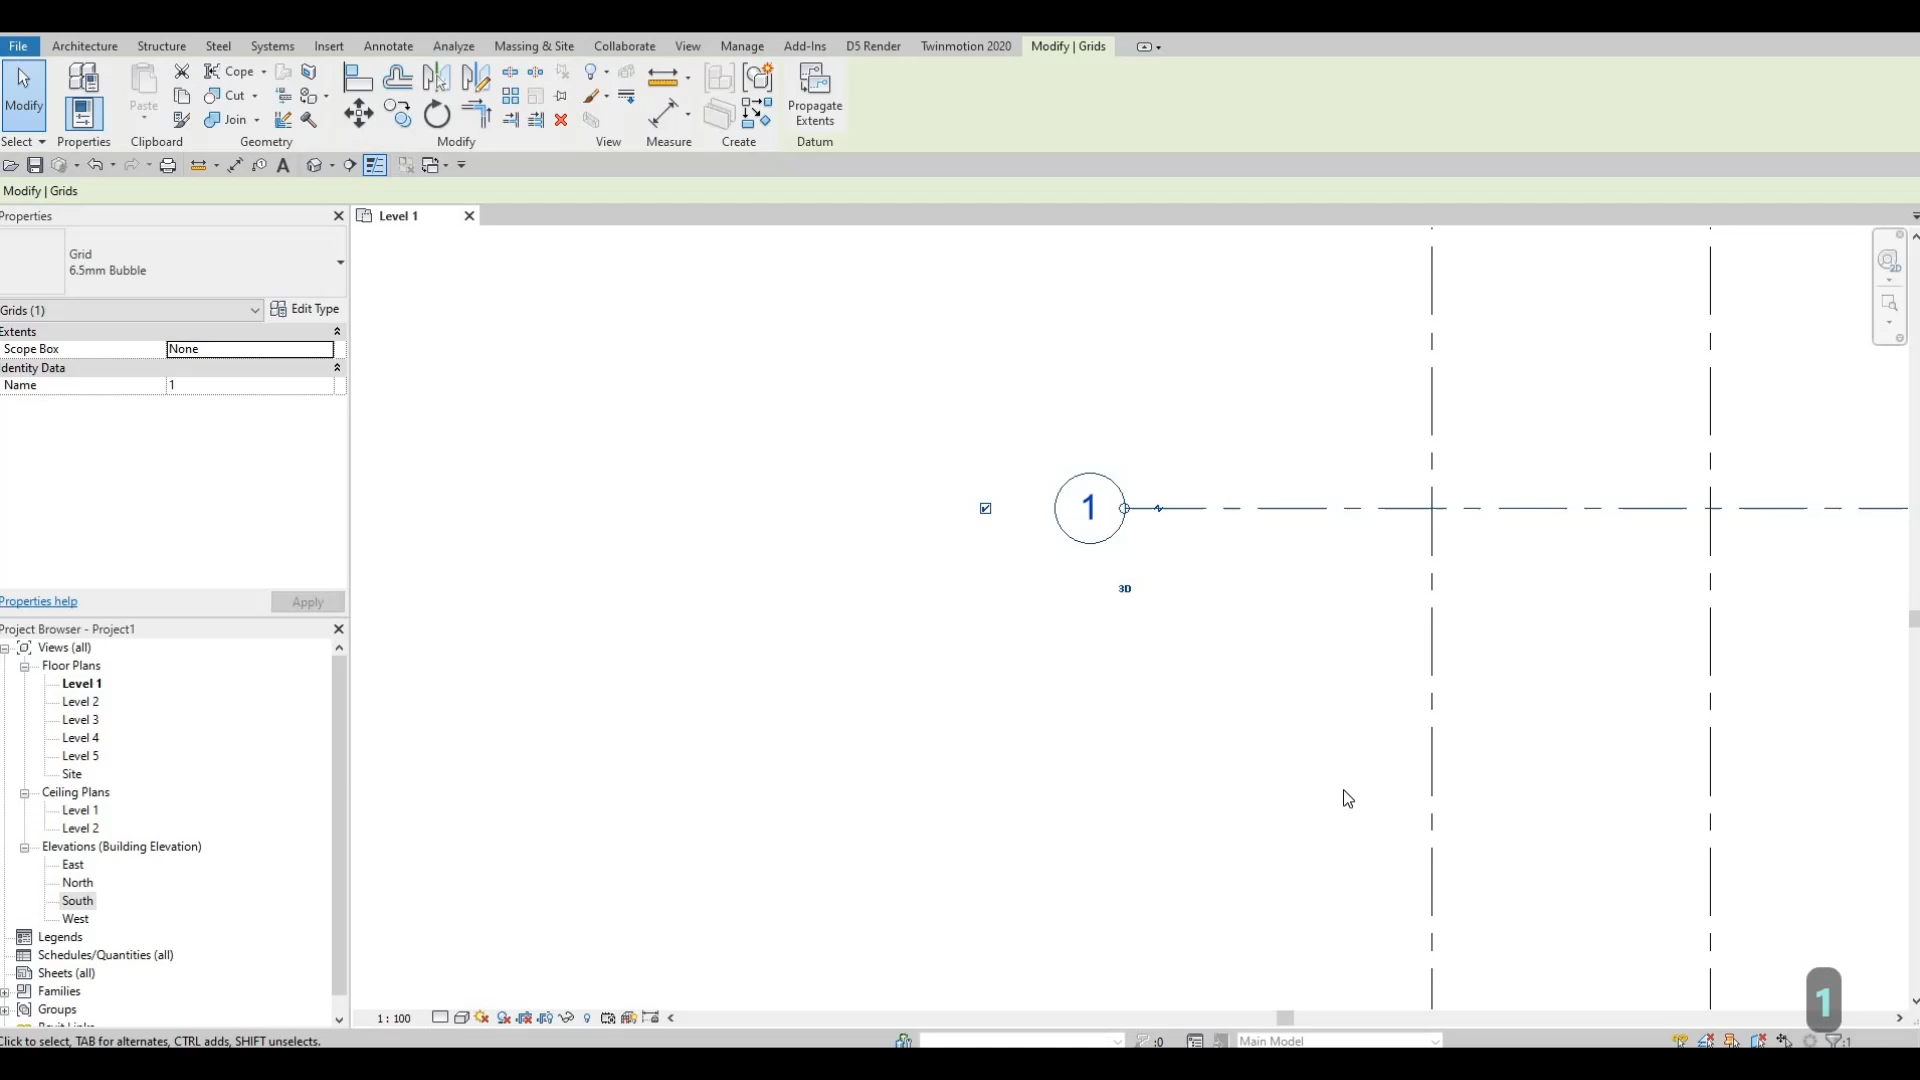 File Architecture Structure Steel Systems Insert Annotate Analyze Massing & Site Collaborate View Manage Add-Ins D5 Render Twinmotion 2020 Modify | Grids
Modify
Paste
Cope
Cut
Join
Propagate
Extents
Select Properties Clipboard Geometry Modify View Measure Create Datum
A
Modify | Grids
Properties
Level 1
2D
Grid
6.5mm Bubble
Grids (1)
Edit Type
Extents
Scope Box None
Identity Data
Name 1
1
3D
Properties help
Apply
Project Browser - Project1
Views (all)
Floor Plans
Level 1
Level 2
Level 3
Level 4
Level 5
Site
Ceiling Plans
Level 1
Level 2
Elevations (Building Elevation)
East
North
South
West
Legends
Schedules/Quantities (all)
Sheets (all)
Families
Groups
1 : 100
1
Click to select, TAB for alternates, CTRL adds, SHIFT unselects.
:0
Main Model
:1